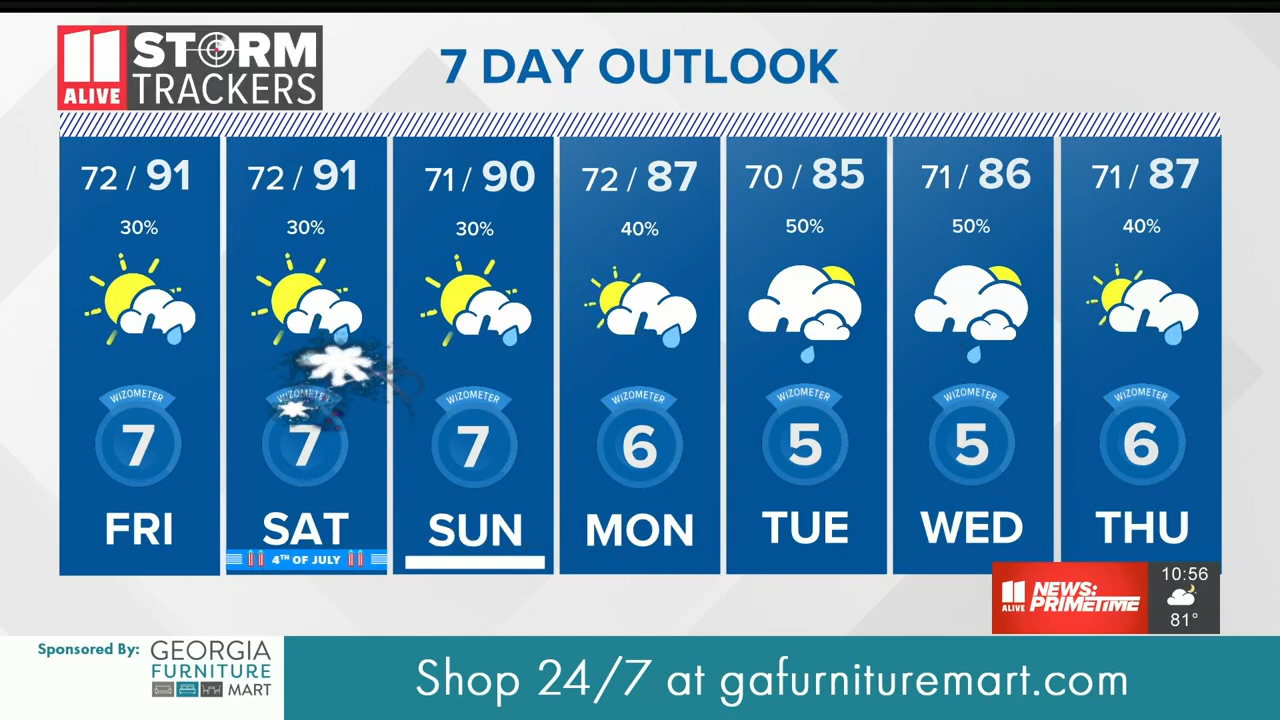 11 ALIVE
STORM
TRACKERS
7 DAY OUTLOOK
72 / 91
72 / 91
71 / 90
72 / 87
70 / 85
71 / 86
71 / 87
30%
30%
30%
40%
50%
50%
40%
WIZOMETER
WIZOMETER
WIZOMETER
WIZOMETER
WIZOMETER
WIZOMETER
WIZOMETER
7
7
7
6
5
5
6
FRI
SAT
SUN
MON
TUE
WED
THU
4TH OF JULY
11 ALIVE
NEWS:
PRIMETIME
10:56
81°
Sponsored By:
GEORGIA
FURNITURE
MART
Shop 24/7 at gafurnituremart.com